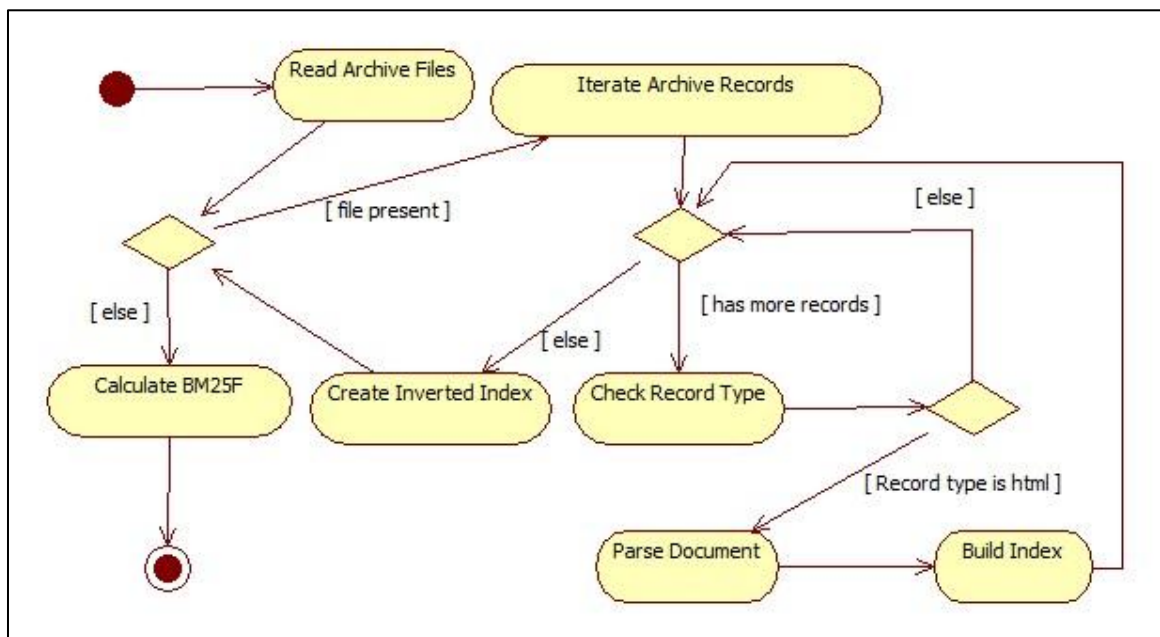 Read Archive Files
Iterate Archive Records
[ else ]
[ file present ]
[ else ]
[ has more records ]
[ else ]
Calculate BM25F
Create Inverted Index
Check Record Type
[ Record type is html ]
Parse Document
Build Index